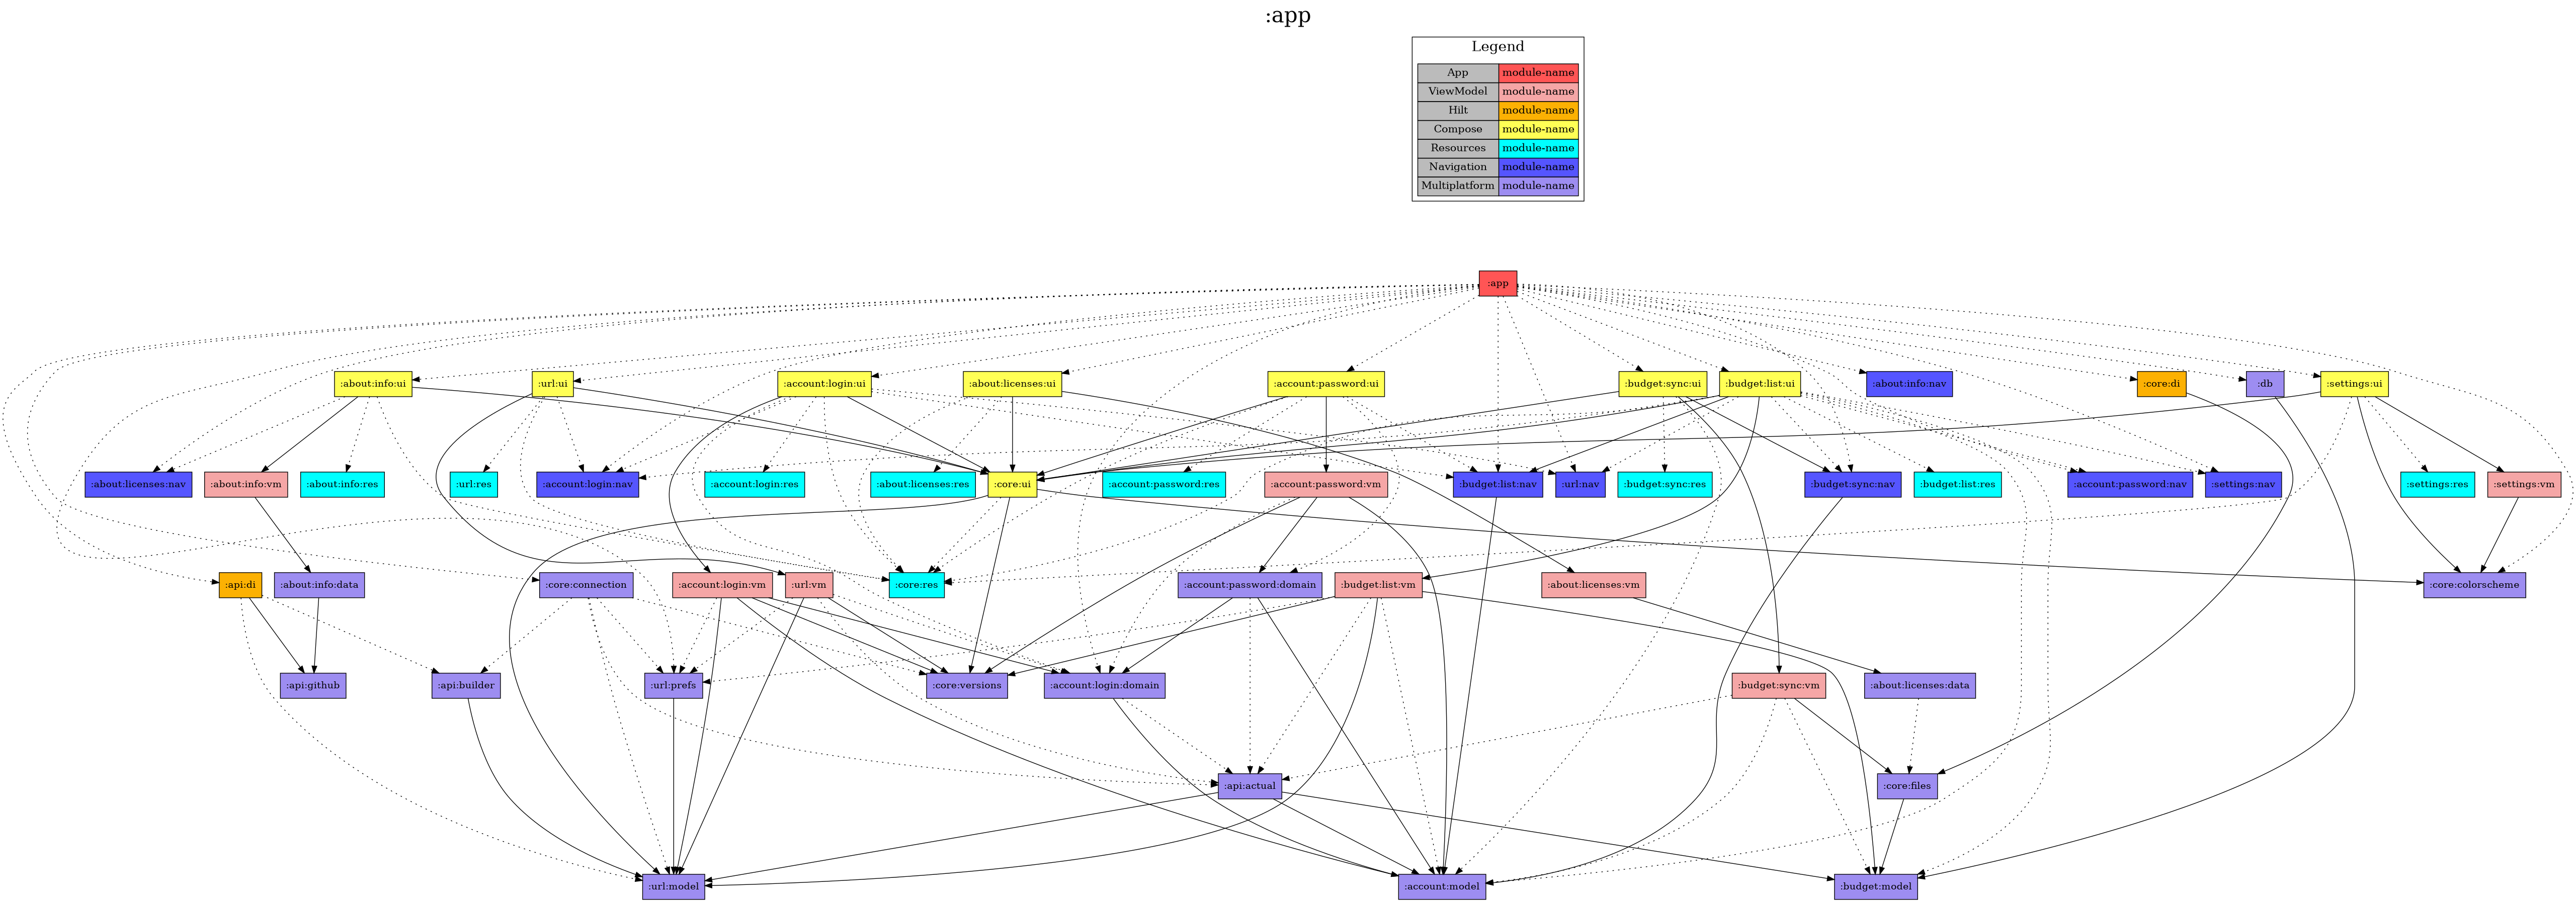 :app
Legend
App module-name
ViewModel module-name
Hilt module-name
Compose module-name
Resources module-name
Navigation module-name
Multiplatform module-name
:app
:about:info:ui :url:ui :account:login:ui :about:licenses:ui :account:password:ui :budget:sync:ui :budget:list:ui :about:info:nav :core:di :db :settings:ui
:about:licenses:nav :about:info:vm :about:info:res :url:res :account:login:nav :account:login:res :about:licenses:res :core:ui :account:password:res :account:password:vm :budget:list:nav :url:nav :budget:sync:res :budget:sync:nav :budget:list:res :account:password:nav :settings:nav :settings:res :settings:vm
:api:di :about:info:data :core:connection :account:login:vm :url:vm :core:res :account:password:domain :budget:list:vm :about:licenses:vm :core:colorscheme
:api:github :api:builder :url:prefs :core:versions :account:login:domain :budget:sync:vm :about:licenses:data
:api:actual :core:files
:url:model :account:model :budget:model